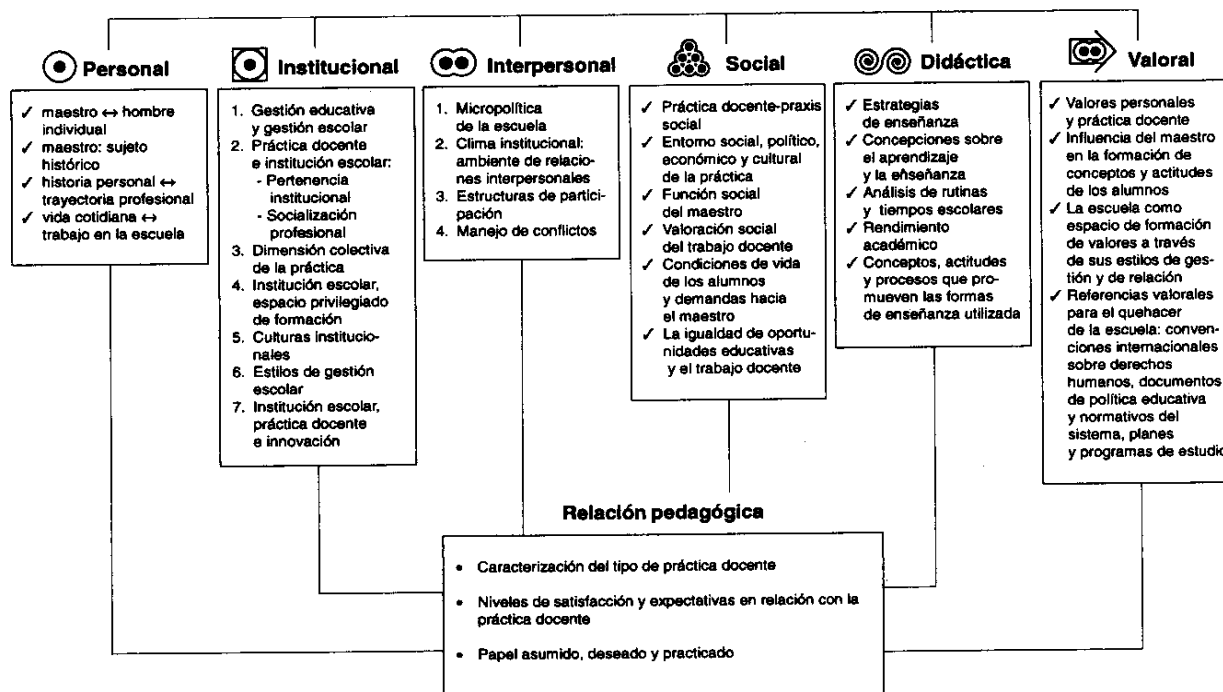 Personal
✓ maestro ↔ hombre
individual
✓ maestro: sujeto
histórico
✓ historia personal ↔
trayectoria profesional
✓ vida cotidiana ↔
trabajo en la escuela
Institucional
1. Gestión educativa
y gestión escolar
2. Práctica docente
e institución escolar:
- Pertenencia
institucional
- Socialización
profesional
3. Dimensión colectiva
de la práctica
4. Institución escolar,
espacio privilegiado
de formación
5. Culturas institucio-
nales
6. Estilos de gestión
escolar
7. Institución escolar,
práctica docente
e innovación
Interpersonal
1. Micropolítica
de la escuela
2. Clima institucional:
ambiente de relacio-
nes interpersonales
3. Estructuras de partici-
pación
4. Manejo de conflictos
Social
✓ Práctica docente-praxis
social
✓ Entorno social, político,
económico y cultural
de la práctica
✓ Función social
del maestro
✓ Valoración social
del trabajo docente
✓ Condiciones de vida
de los alumnos
y demandas hacia
el maestro
✓ La igualdad de oportu-
nidades educativas
y el trabajo docente
Didáctica
✓ Estrategias
de enseñanza
✓ Concepciones sobre
el aprendizaje
y la enseñanza
✓ Análisis de rutinas
y tiempos escolares
✓ Rendimiento
académico
✓ Conceptos, actitudes
y procesos que pro-
mueven las formas
de enseñanza utilizada
Valoral
✓ Valores personales
y práctica docente
✓ Influencia del maestro
en la formación de
conceptos y actitudes
de los alumnos
✓ La escuela como
espacio de formación
de valores a través
de sus estilos de ges-
tión y de relación
✓ Referencias valorales
para el quehacer
de la escuela: conven-
ciones internacionales
sobre derechos
humanos, documentos
de política educativa
y normativos del
sistema, planes
y programas de estudio
Relación pedagógica
• Caracterización del tipo de práctica docente
• Niveles de satisfacción y expectativas en relación con la
práctica docente
• Papel asumido, deseado y practicado